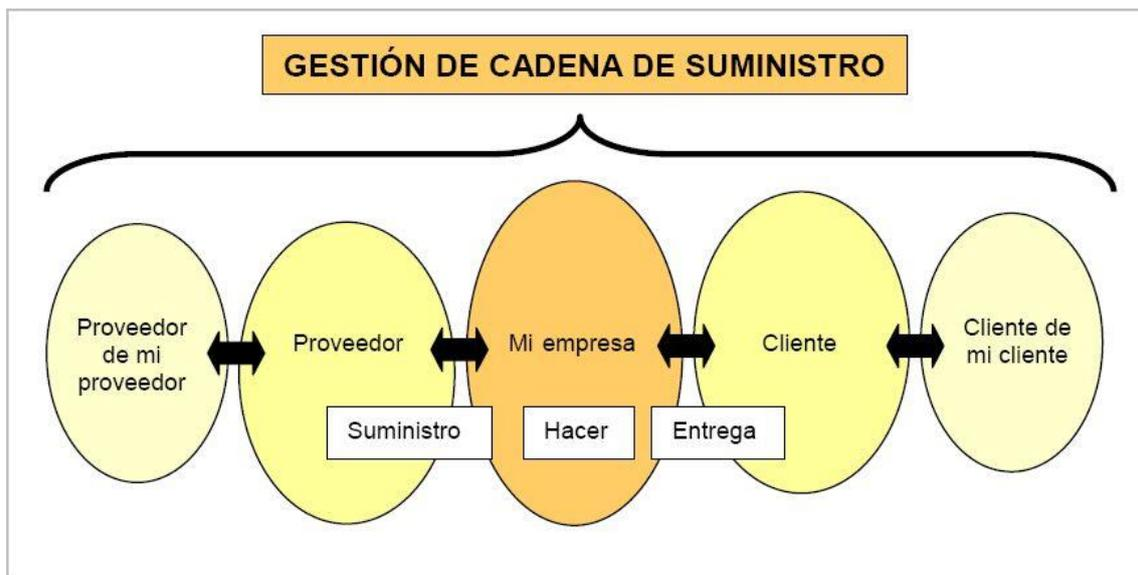 GESTIÓN DE CADENA DE SUMINISTRO
Proveedor
de mi
proveedor
Proveedor
Mi empresa
Cliente
Cliente de
mi cliente
Suministro
Hacer
Entrega